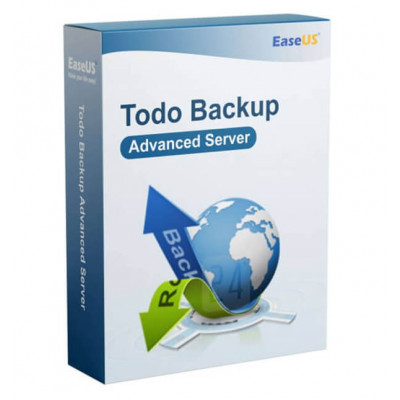 EaseUS®
Todo Backup
Advanced Server
Back
R
EaseUS
Todo Backup Advanced Server